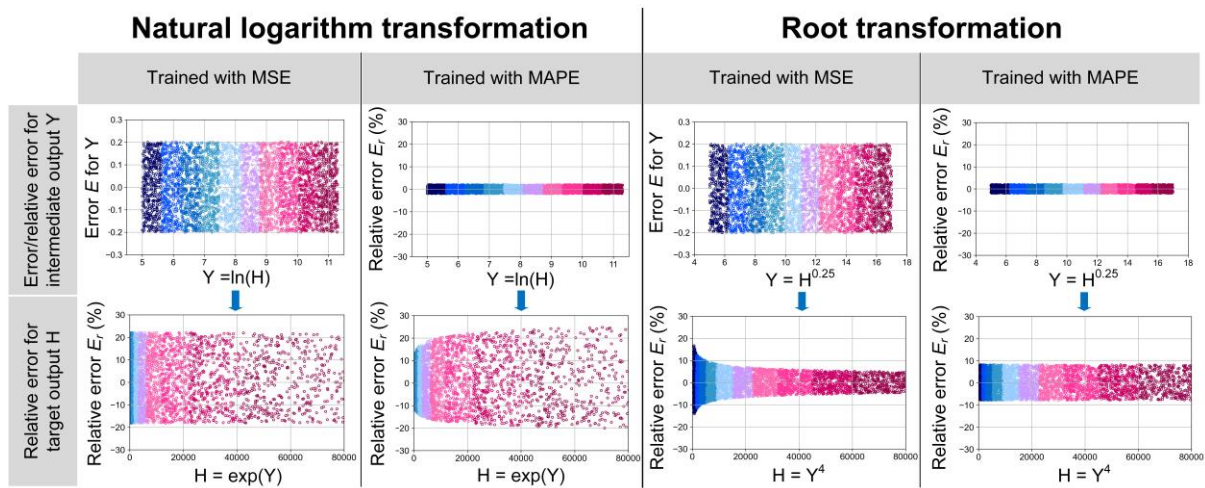 Natural logarithm transformation
Root transformation
Trained with MSE
Trained with MAPE
Trained with MSE
Trained with MAPE
Error/relative error for
intermediate output Y
Error E for Y
0.3
0.2
0.1
0.0
−0.1
−0.2
−0.3
5 6 7 8 9 10 11
Y =ln(H)
Relative error Er (%)
30
20
10
0
−10
−20
−30
5 6 7 8 9 10 11
Y =ln(H)
Error E for Y
0.3
0.2
0.1
0.0
−0.1
−0.2
−0.3
4 6 8 10 12 14 16 18
Y = H^0.25
Relative error Er (%)
30
20
10
0
−10
−20
−30
4 6 8 10 12 14 16 18
Y = H^0.25
Relative error for
target output H
Relative error Er (%)
30
20
10
0
−10
−20
−30
0 20000 40000 60000 80000
H = exp(Y)
Relative error Er (%)
30
20
10
0
−10
−20
−30
0 20000 40000 60000 80000
H = exp(Y)
Relative error Er (%)
30
20
10
0
−10
−20
−30
0 20000 40000 60000 80000
H = Y^4
Relative error Er (%)
30
20
10
0
−10
−20
−30
0 20000 40000 60000 80000
H = Y^4